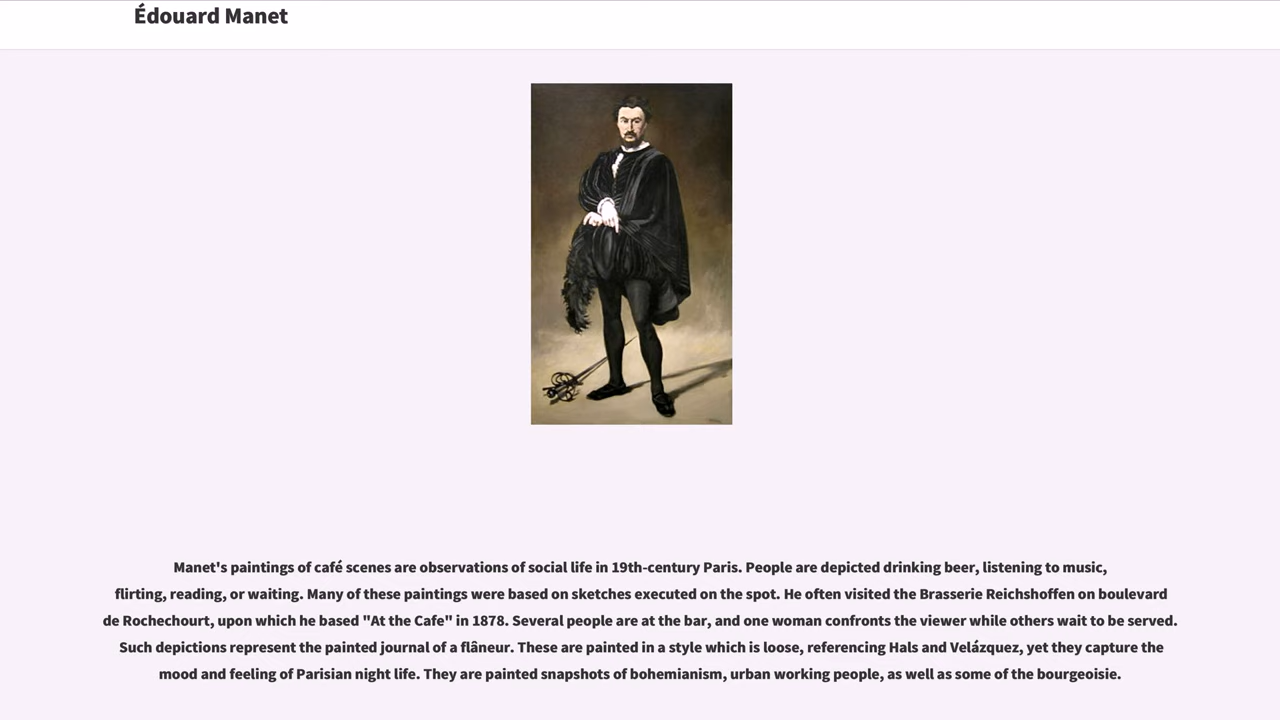 Édouard Manet
Manet's paintings of café scenes are observations of social life in 19th-century Paris. People are depicted drinking beer, listening to music,
flirting, reading, or waiting. Many of these paintings were based on sketches executed on the spot. He often visited the Brasserie Reichshoffen on boulevard
de Rochechourt, upon which he based "At the Cafe" in 1878. Several people are at the bar, and one woman confronts the viewer while others wait to be served.
Such depictions represent the painted journal of a flâneur. These are painted in a style which is loose, referencing Hals and Velázquez, yet they capture the
mood and feeling of Parisian night life. They are painted snapshots of bohemianism, urban working people, as well as some of the bourgeoisie.